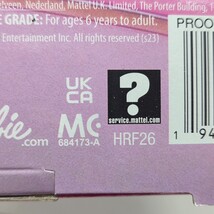 elveen, Nederland, Mattel U.K. Limited, The Porter Building,
E GRADE: For ages 6 years to adult.
Entertainment Inc. All rights reserved (s23)
PROO
UK
CA
?
service.mattel.com
bie.com
MC
684173-A
HRF26
1 94